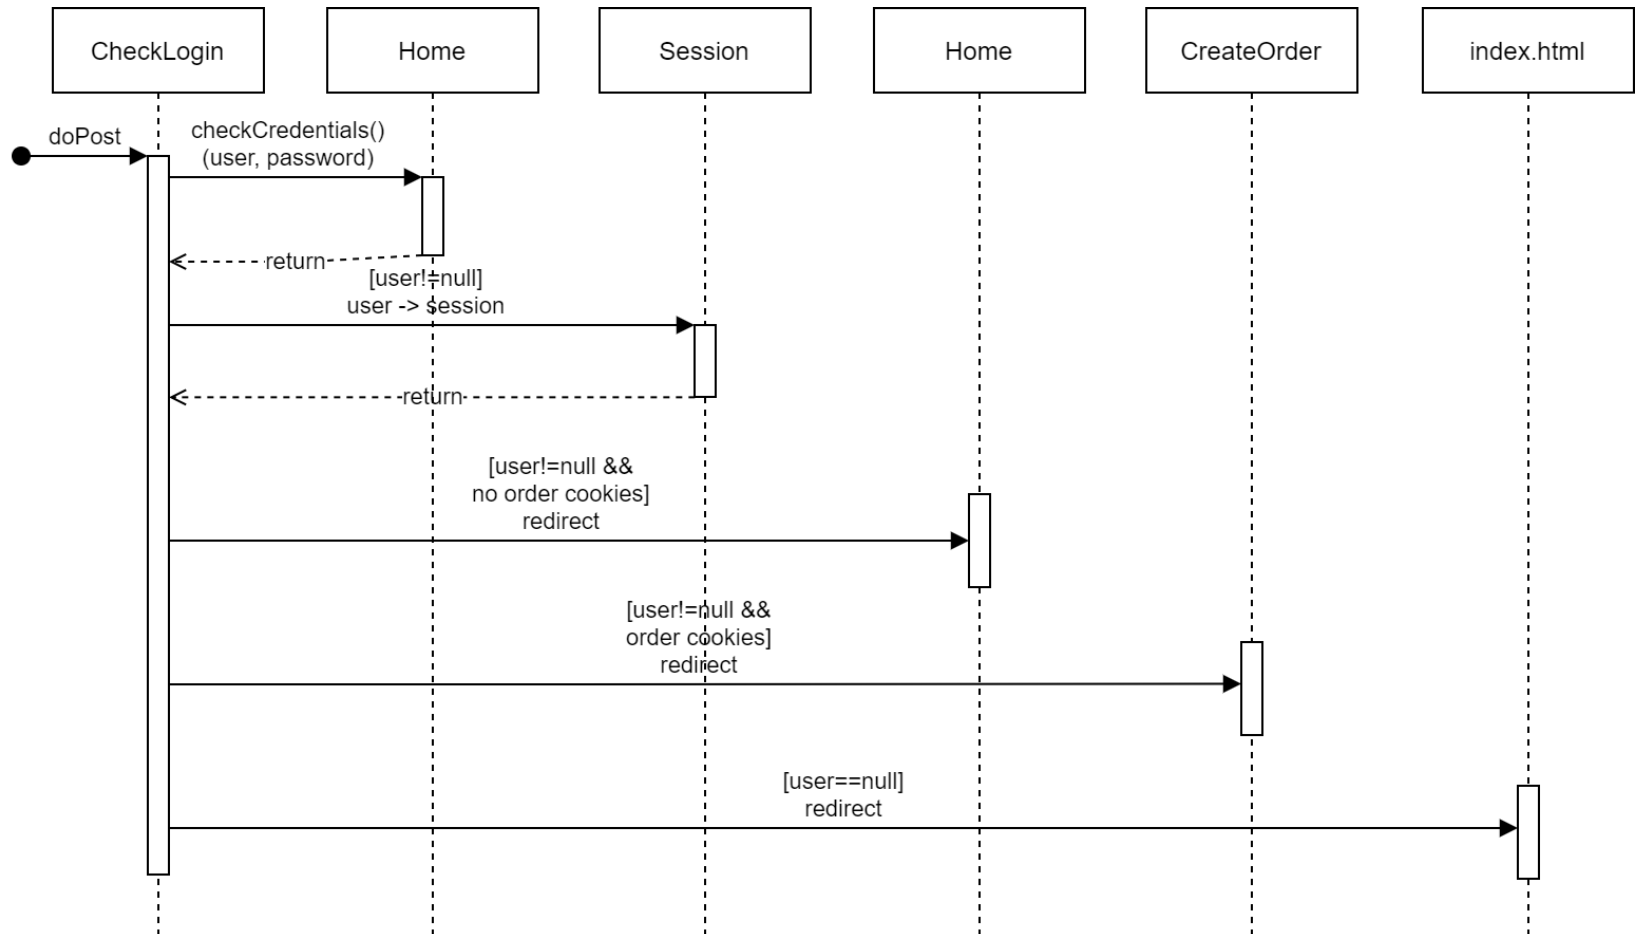 CheckLogin
Home
Session
Home
CreateOrder
index.html
doPost
checkCredentials()
(user, password)
return
[user!=null]
user -> session
return
[user!=null &&
no order cookies]
redirect
[user!=null &&
order cookies]
redirect
[user==null]
redirect